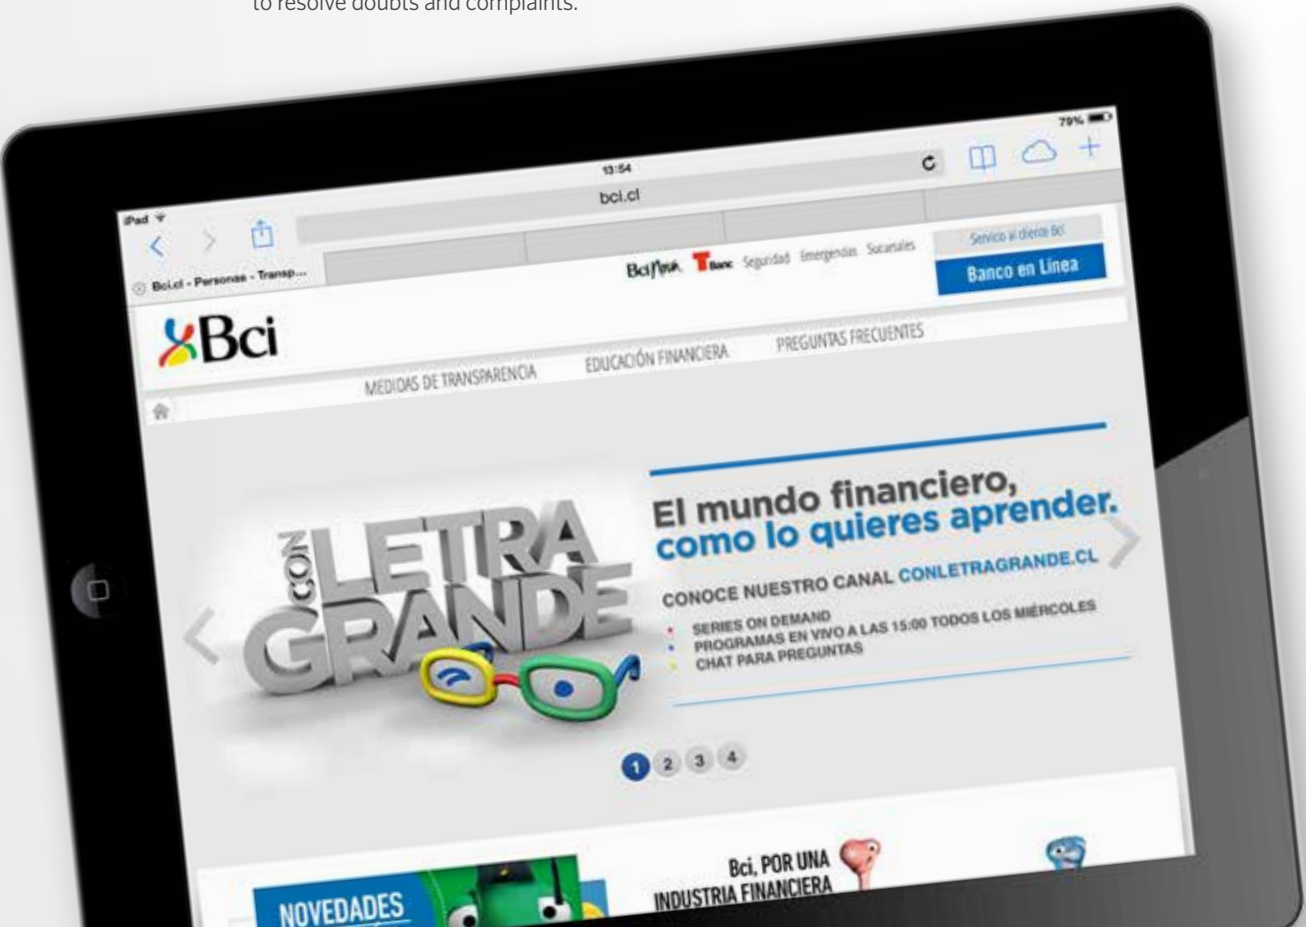 to resolve doubts and complaints.
79%
13:54
iPad
bci.cl
Bci.cl - Personas - Transp...
Bci Nova TBanc Seguridad Emergencias Sucursales
Servicio al cliente Bci
Banco en Línea
Bci
MEDIDAS DE TRANSPARENCIA EDUCACIÓN FINANCIERA PREGUNTAS FRECUENTES
CON LETRA
GRANDE
El mundo financiero,
como lo quieres aprender.
CONOCE NUESTRO CANAL CONLETRAGRANDE.CL
SERIES ON DEMAND
PROGRAMAS EN VIVO A LAS 15:00 TODOS LOS MIÉRCOLES
CHAT PARA PREGUNTAS
1 2 3 4
NOVEDADES
Bci, POR UNA
INDUSTRIA FINANCIERA